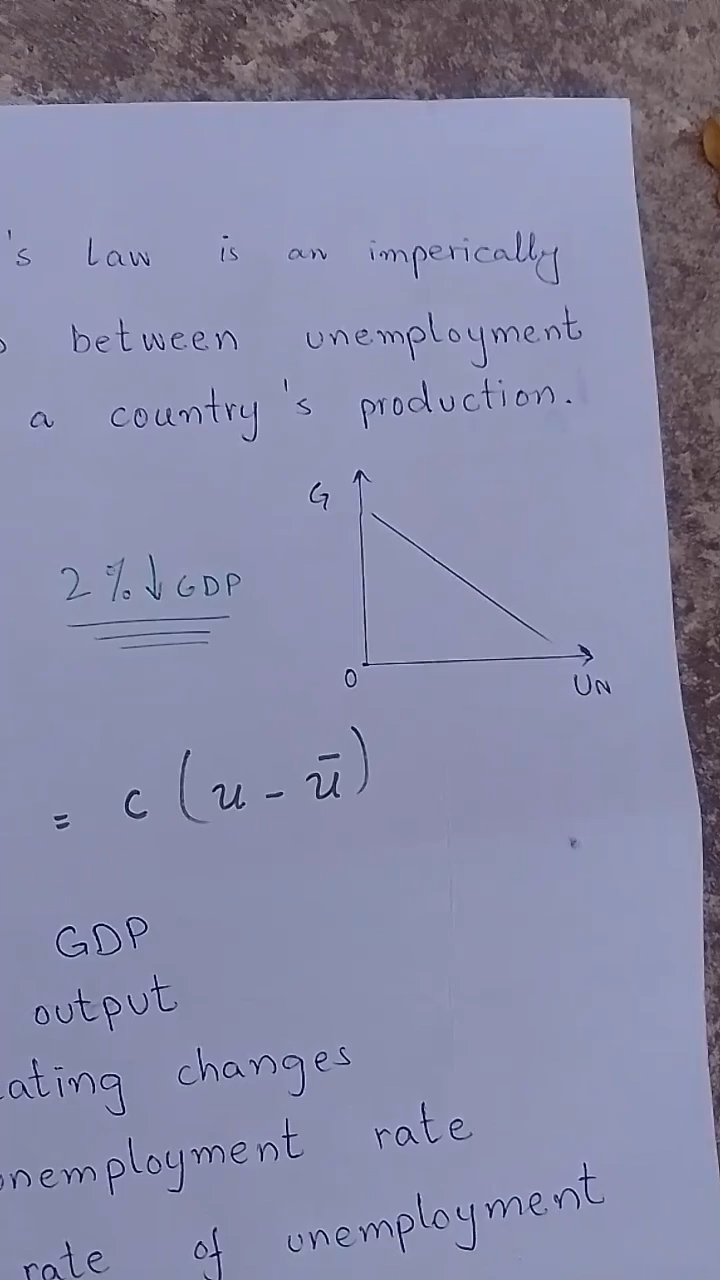 's Law is an imperically
between unemployment
a country's production.
G
2%↓GDP
O
UN
= c (u - ū)
GDP
output
ating changes
nemployment rate
rate of unemployment